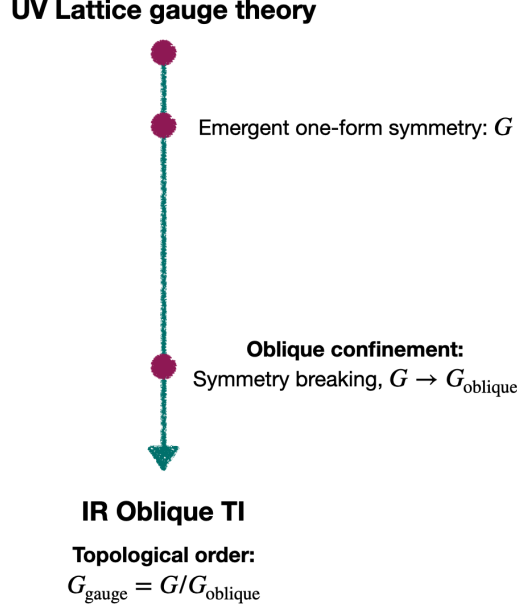 UV Lattice gauge theory
Emergent one-form symmetry: G
Oblique confinement:
Symmetry breaking, G → G_oblique
IR Oblique TI
Topological order:
G_gauge = G/G_oblique